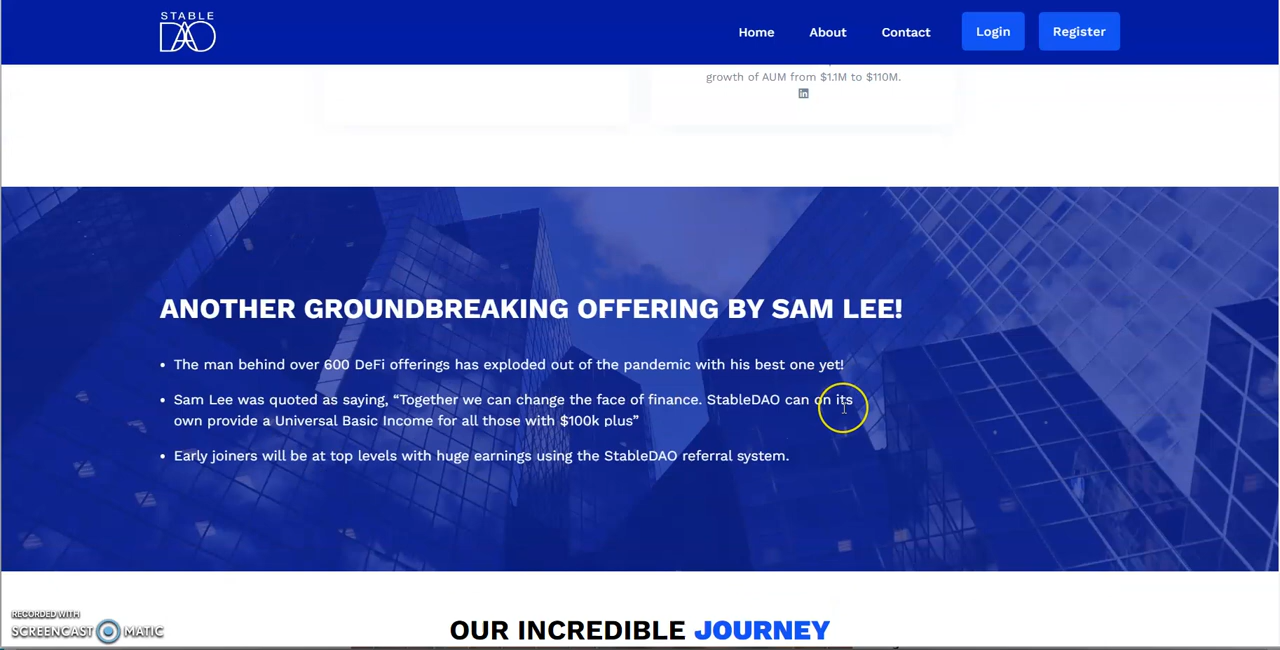 STABLE
DAO
Home About Contact Login Register
growth of AUM from $1.1M to $110M.
in
ANOTHER GROUNDBREAKING OFFERING BY SAM LEE!
• The man behind over 600 DeFi offerings has exploded out of the pandemic with his best one yet!
• Sam Lee was quoted as saying, “Together we can change the face of finance. StableDAO can on its
own provide a Universal Basic Income for all those with $100k plus”
• Early joiners will be at top levels with huge earnings using the StableDAO referral system.
OUR INCREDIBLE JOURNEY
RECORDED WITH
SCREENCAST MATIC